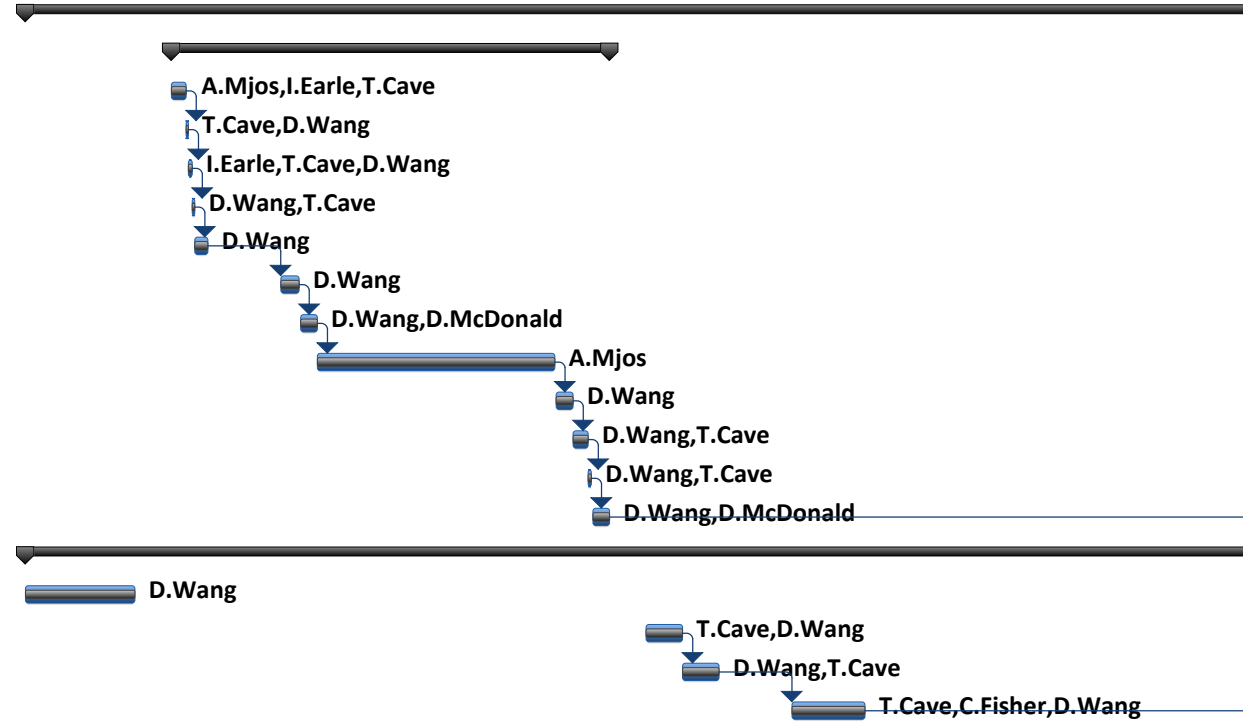 A.Mjos,I.Earle,T.Cave
T.Cave,D.Wang
I.Earle,T.Cave,D.Wang
D.Wang,T.Cave
D.Wang
D.Wang
D.Wang,D.McDonald
A.Mjos
D.Wang
D.Wang,T.Cave
D.Wang,T.Cave
D.Wang,D.McDonald
D.Wang
T.Cave,D.Wang
D.Wang,T.Cave
T.Cave,C.Fisher,D.Wang